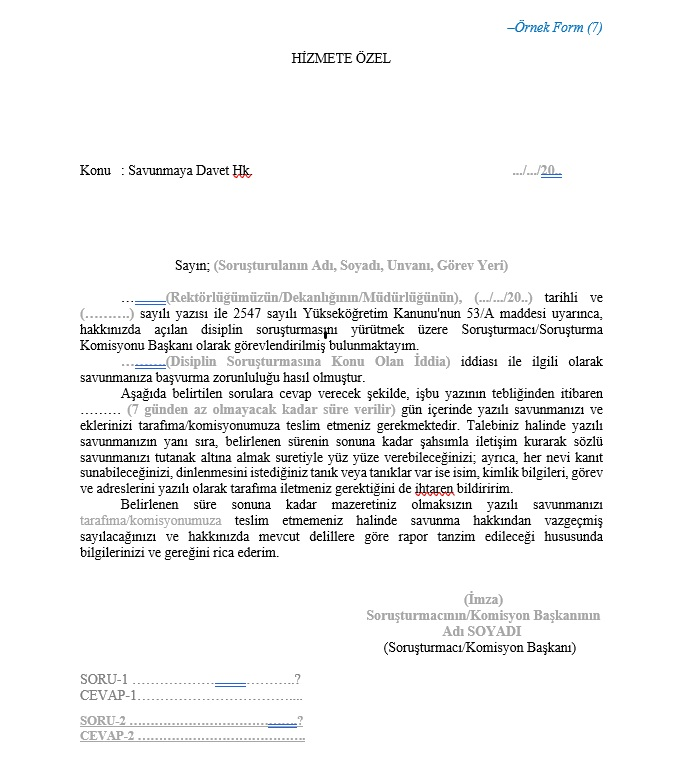 –Örnek Form (7)
HİZMETE ÖZEL
Konu : Savunmaya Davet Hk. .../.../20..
Sayın; (Soruşturulanın Adı, Soyadı, Unvanı, Görev Yeri)
……….(Rektörlüğümüzün/Dekanlığının/Müdürlüğünün), (.../.../20..) tarihli ve
(……….) sayılı yazısı ile 2547 sayılı Yükseköğretim Kanunu'nun 53/A maddesi uyarınca,
hakkınızda açılan disiplin soruşturmasını yürütmek üzere Soruşturmacı/Soruşturma
Komisyonu Başkanı olarak görevlendirilmiş bulunmaktayım.
……….(Disiplin Soruşturmasına Konu Olan İddia) iddiası ile ilgili olarak
savunmanıza başvurma zorunluluğu hasıl olmuştur.
Aşağıda belirtilen sorulara cevap verecek şekilde, işbu yazının tebliğinden itibaren
……… (7 günden az olmayacak kadar süre verilir) gün içerinde yazılı savunmanızı ve
eklerinizi tarafıma/komisyonumuza teslim etmeniz gerekmektedir. Talebiniz halinde yazılı
savunmanızın yanı sıra, belirlenen sürenin sonuna kadar şahsımla iletişim kurarak sözlü
savunmanızı tutanak altına almak suretiyle yüz yüze verebileceğinizi; ayrıca, her nevi kanıt
sunabileceğinizi, dinlenmesini istediğiniz tanık veya tanıklar var ise isim, kimlik bilgileri, görev
ve adreslerini yazılı olarak tarafıma iletmeniz gerektiğini de ihtaren bildiririm.
Belirlenen süre sonuna kadar mazeretiniz olmaksızın yazılı savunmanızı
tarafıma/komisyonumuza teslim etmemeniz halinde savunma hakkından vazgeçmiş
sayılacağınızı ve hakkınızda mevcut delillere göre rapor tanzim edileceği hususunda
bilgilerinizi ve gereğini rica ederim.
(İmza)
Soruşturmacının/Komisyon Başkanının
Adı SOYADI
(Soruşturmacı/Komisyon Başkanı)
SORU-1 ………………………………..?
CEVAP-1………………………………...
SORU-2 ………………………………..?
CEVAP-2 ………………………………..